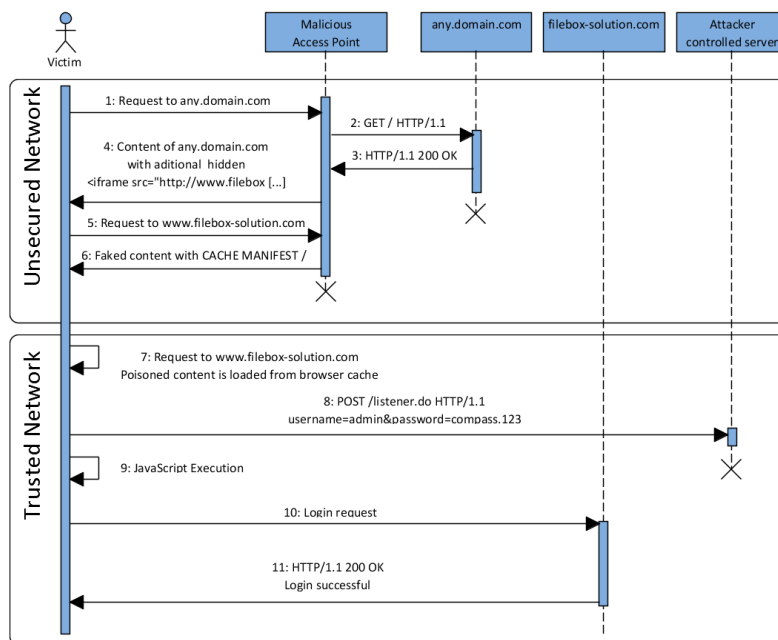 Victim
Malicious
Access Point
any.domain.com
filebox-solution.com
Attacker
controlled server
Unsecured Network
1: Request to any.domain.com
2: GET / HTTP/1.1
3: HTTP/1.1 200 OK
4: Content of any.domain.com
with aditional hidden
<iframe src="http://www.filebox [...]
5: Request to www.filebox-solution.com
6: Faked content with CACHE MANIFEST /
Trusted Network
7: Request to www.filebox-solution.com
Poisoned content is loaded from browser cache
8: POST /listener.do HTTP/1.1
username=admin&password=compass.123
9: JavaScript Execution
10: Login request
11: HTTP/1.1 200 OK
Login successful